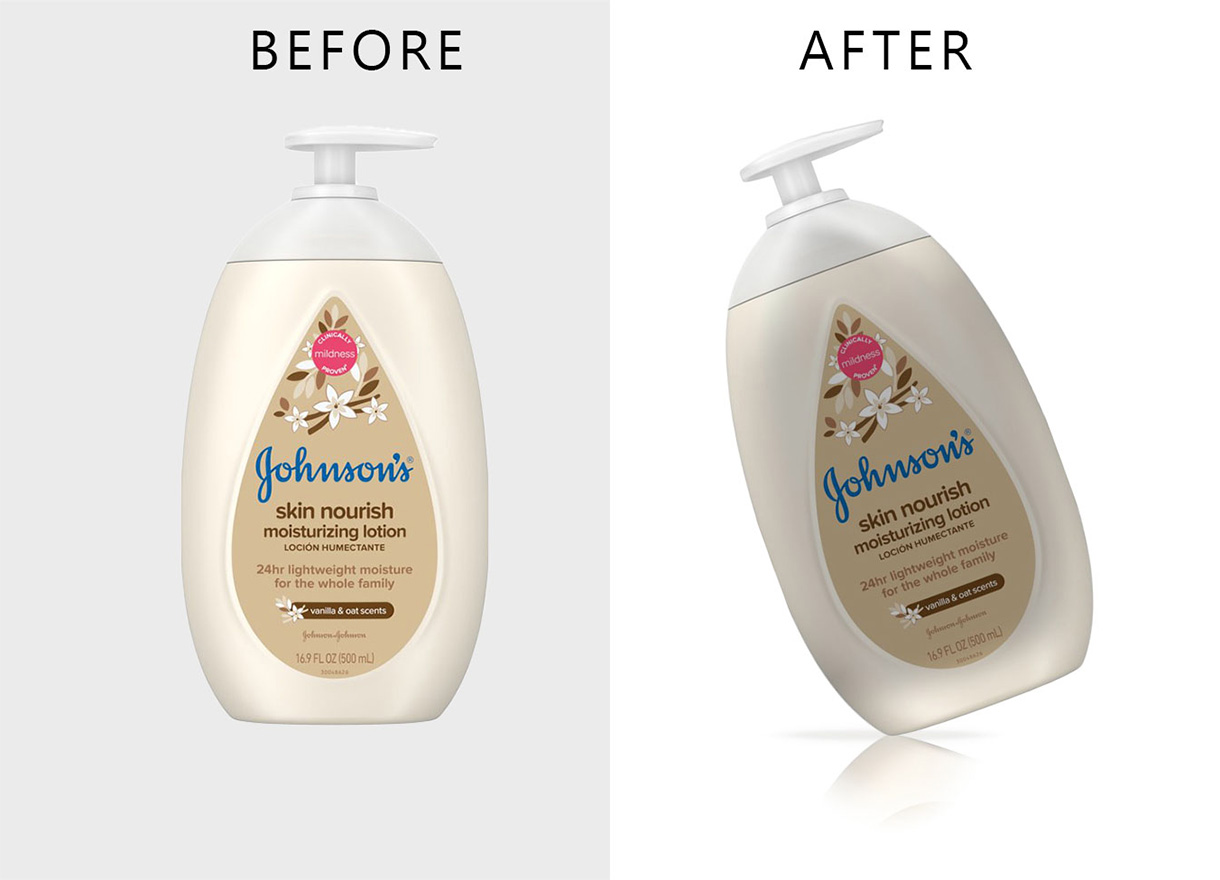 BEFORE
CLINICALLY
mildness
PROVEN
Johnson's®
skin nourish
moisturizing lotion
LOCIÓN HUMECTANTE
24hr lightweight moisture
for the whole family
vanilla & oat scents
Johnson & Johnson
16.9 FL OZ (500 mL)
AFTER
CLINICALLY
mildness
PROVEN
Johnson's®
skin nourish
moisturizing lotion
LOCIÓN HUMECTANTE
24hr lightweight moisture
for the whole family
vanilla & oat scents
Johnson & Johnson
16.9 FL OZ (500 mL)